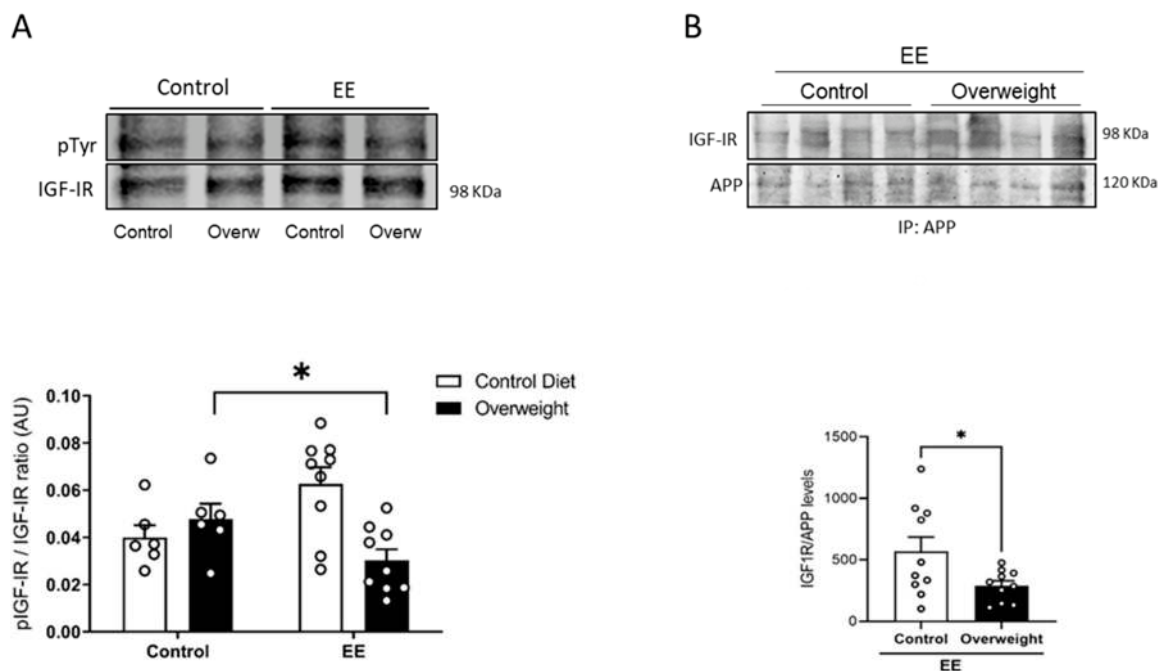 A
Control EE
pTyr
IGF-IR
98 KDa
Control Overw Control Overw
*
Control Diet
Overweight
pIGF-IR / IGF-IR ratio (AU)
0.10
0.08
0.06
0.04
0.02
0.00
Control EE
B
EE
Control Overweight
IGF-IR
98 KDa
APP
120 KDa
IP: APP
*
IGF1R/APP levels
1500
1000
500
0
Control Overweight
EE